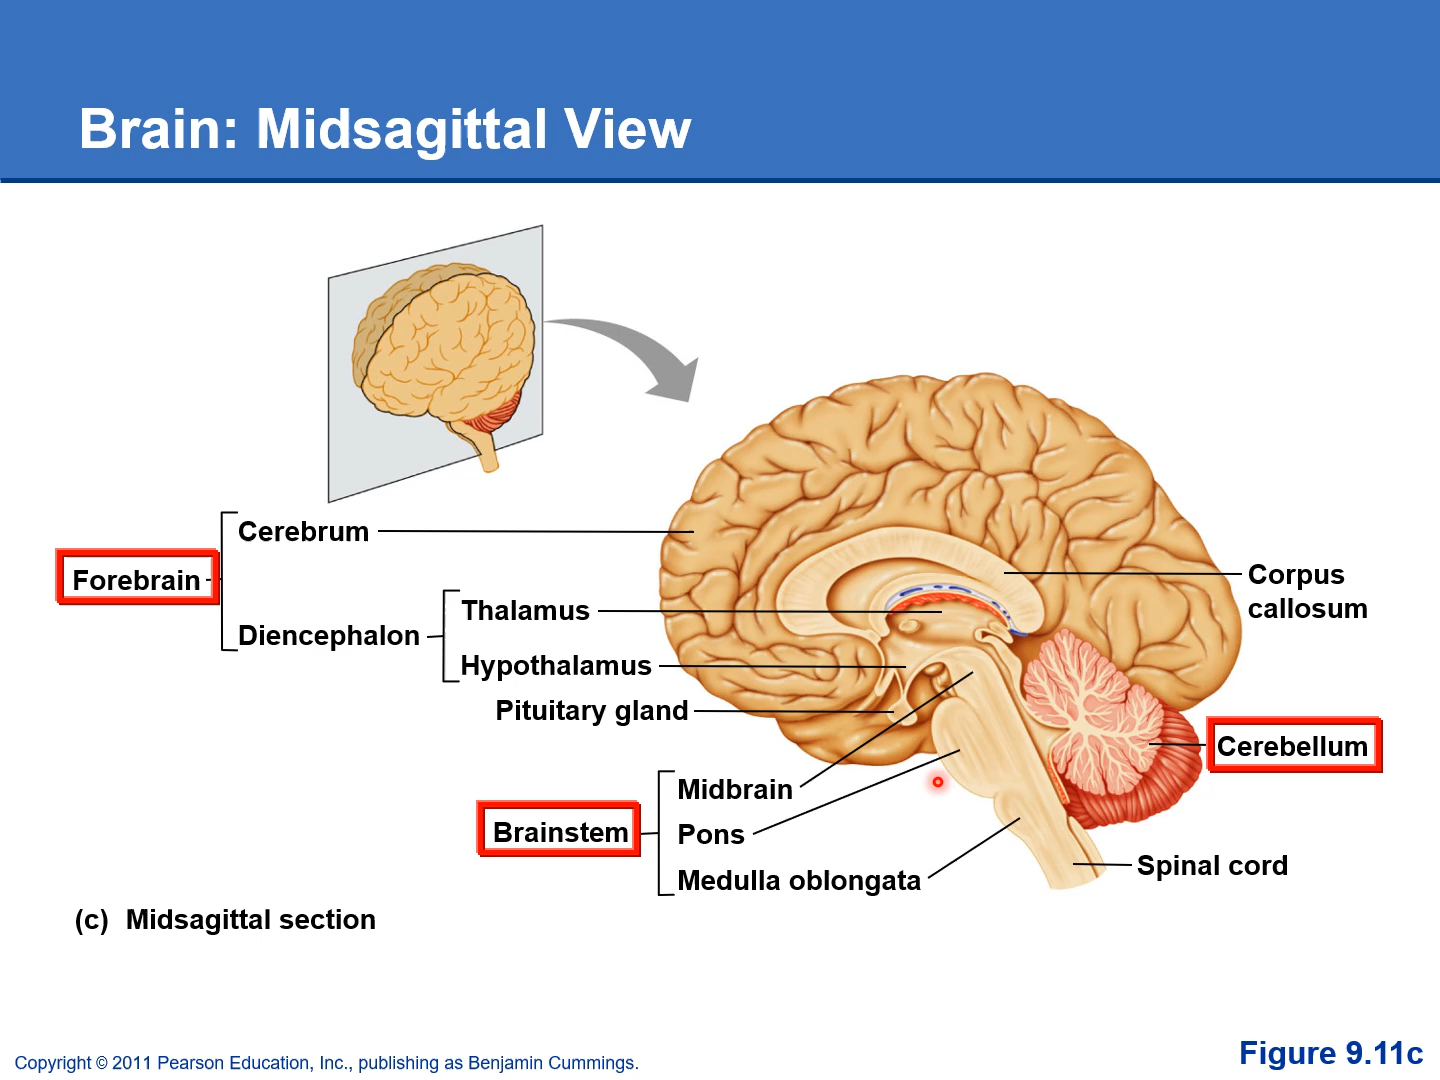 Brain: Midsagittal View
Cerebrum
Forebrain
Diencephalon
Thalamus
Hypothalamus
Pituitary gland
Corpus
callosum
Cerebellum
Midbrain
Brainstem
Pons
Medulla oblongata
Spinal cord
(c) Midsagittal section
Copyright © 2011 Pearson Education, Inc., publishing as Benjamin Cummings.
Figure 9.11c